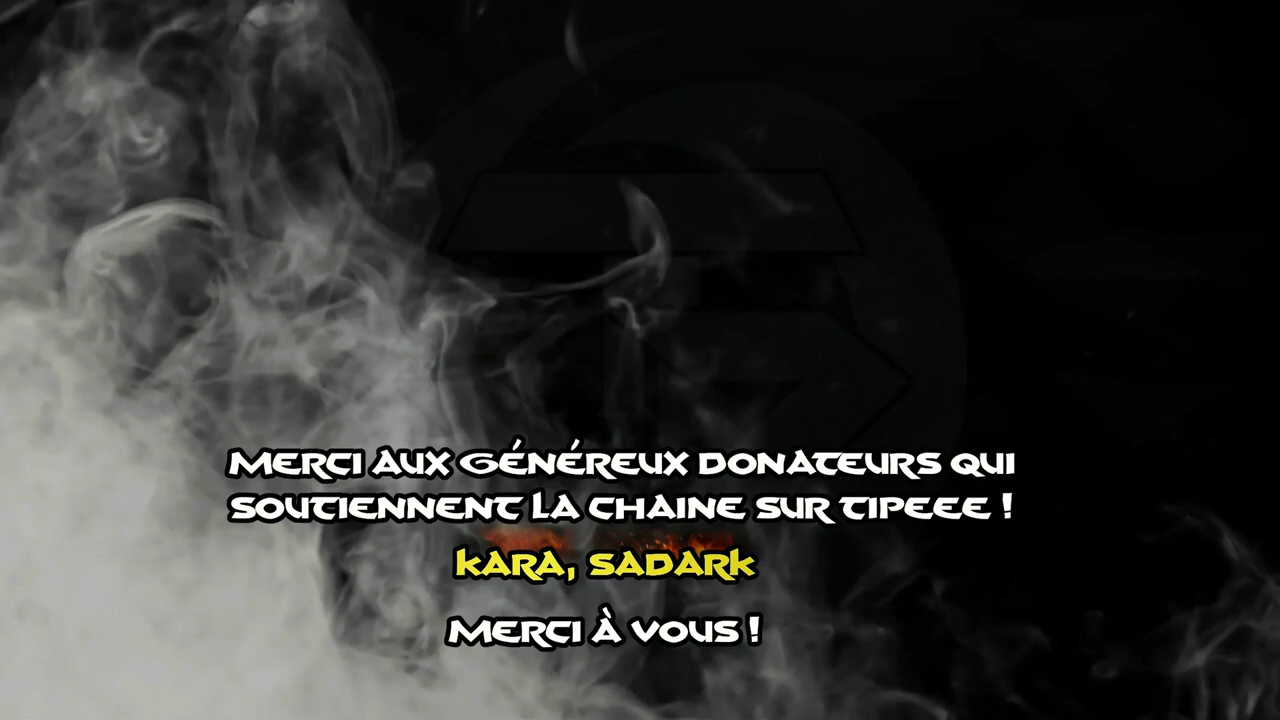 MERCI AUX GÉNÉREUX DONATEURS QUI
SOUTIENNENT LA CHAINE SUR TIPEEE !
KARA, SADARK
MERCI À VOUS !